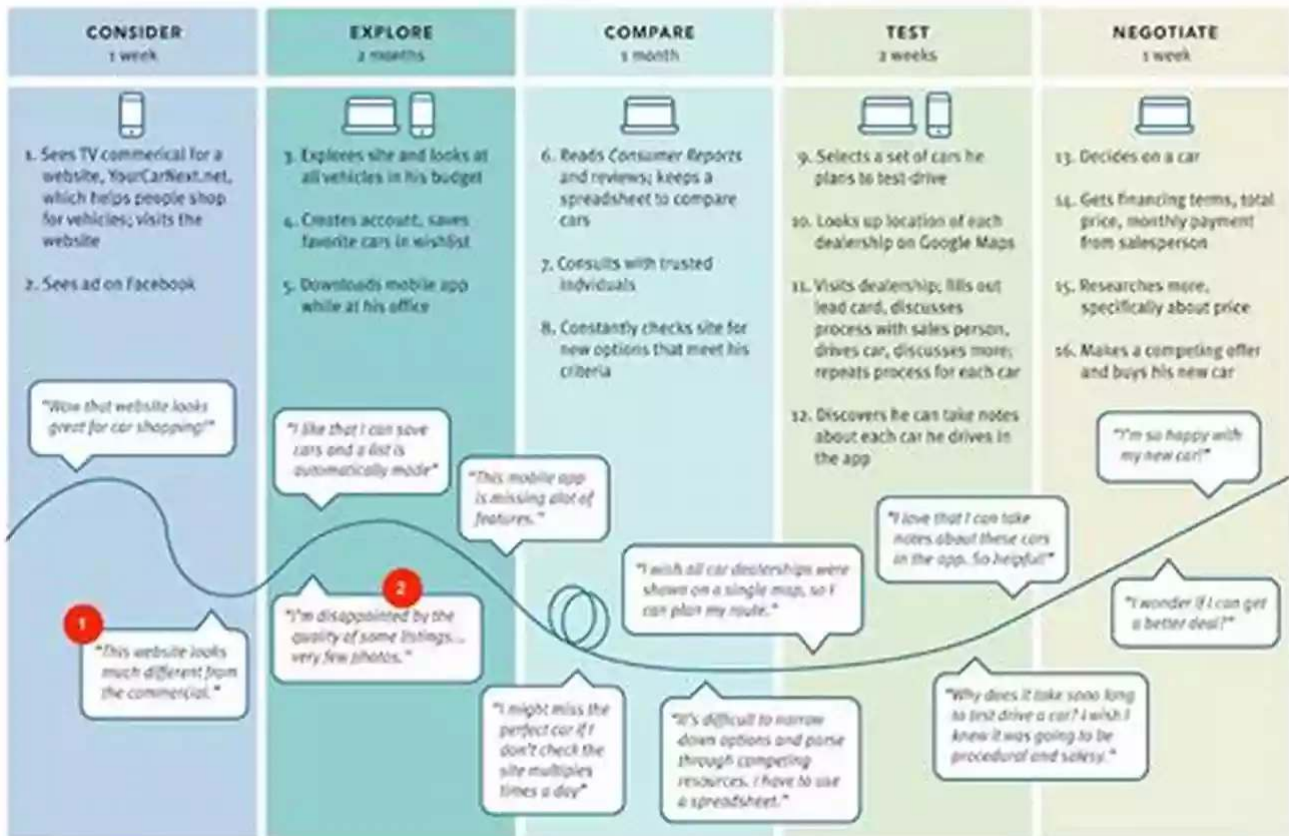 CONSIDER
1 week
EXPLORE
2 months
COMPARE
1 month
TEST
2 weeks
NEGOTIATE
1 week
1. Sees TV commerical for a
website, YourCarNext.net,
which helps people shop
for vehicles; visits the
website
2. Sees ad on Facebook
3. Explores site and looks at
all vehicles in his budget
4. Creates account, saves
favorite cars in wishlist
5. Downloads mobile app
while at his office
6. Reads Consumer Reports
and reviews; keeps a
spreadsheet to compare
cars
7. Consults with trusted
indviduals
8. Constantly checks site for
new options that meet his
criteria
9. Selects a set of cars he
plans to test-drive
10. Looks up location of each
dealership on Google Maps
11. Visits dealership; fills out
lead card, discusses
process with sales person,
drives car, discusses more;
repeats process for each car
12. Discovers he can take notes
about each car he drives in
the app
13. Decides on a car
14. Gets financing terms, total
price, monthly payment
from salesperson
15. Researches more,
specifically about price
16. Makes a competing offer
and buys his new car
"Wow that website looks
great for car shopping!"
1
"This website looks
much different from
the commercial."
"I like that I can save
cars and a list is
automatically made"
2
"I'm disappointed by the
quality of some listings...
very few photos."
"This mobile app
is missing alot of
features."
"I might miss the
perfect car if I
don't check the
site multiples
times a day"
"I wish all car dealerships were
shown on a single map, so I
can plan my route."
"It's difficult to narrow
down options and parse
through competing
resources. I have to use
a spreadsheet."
"I love that I can take
notes about these cars
in the app. So helpful!"
"Why does it take sooo long
to test drive a car? I wish I
knew it was going to be
procedural and salesy."
"I'm so happy with
my new car!"
"I wonder if I can get
a better deal?"